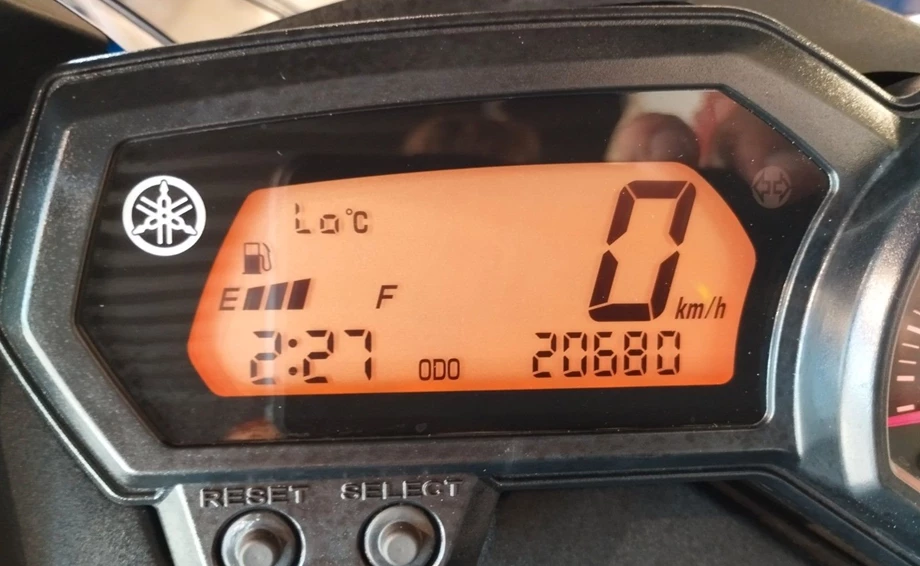 Lo°C
0
E F
km/h
2:27 ODO 20680
RESET SELECT